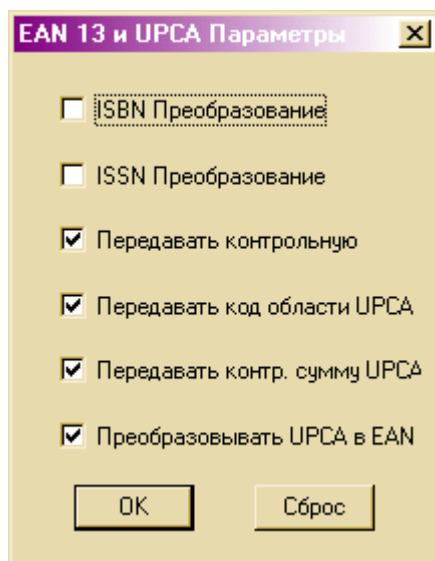 EAN 13 и UPCA Параметры
ISBN Преобразование
ISSN Преобразование
Передавать контрольную
Передавать код области UPCA
Передавать контр. сумму UPCA
Преобразовывать UPCA в EAN
OK Сброс